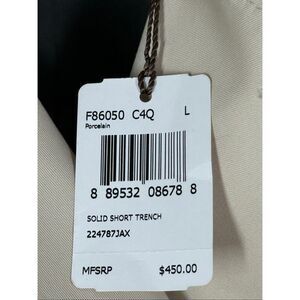 F86050 C4Q L
Porcelain
8 89532 08678 8
SOLID SHORT TRENCH
224787JAX
MFSRP $450.00